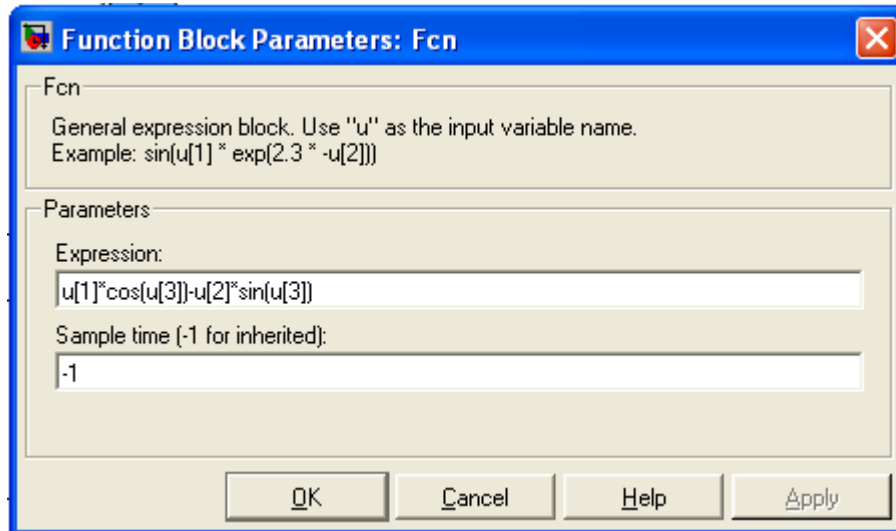 Function Block Parameters: Fcn
Fcn
General expression block. Use "u" as the input variable name.
Example: sin(u[1] * exp(2.3 * -u[2]))
Parameters
Expression:
u[1]*cos(u[3])-u[2]*sin(u[3])
Sample time (-1 for inherited):
-1
OK Cancel Help Apply